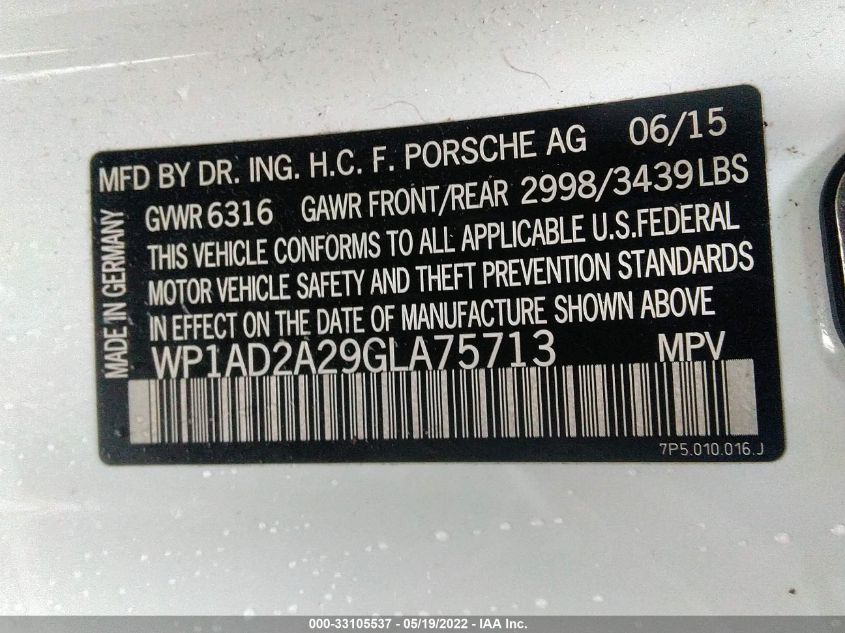 MFD BY DR. ING. H.C. F. PORSCHE AG 06/15
GVWR 6316 GAWR FRONT/REAR 2998/3439LBS
THIS VEHICLE CONFORMS TO ALL APPLICABLE U.S.FEDERAL
MOTOR VEHICLE SAFETY AND THEFT PREVENTION STANDARDS
IN EFFECT ON THE DATE OF MANUFACTURE SHOWN ABOVE
WP1AD2A29GLA75713 MPV
MADE IN GERMANY
7P5.010.016.J
000-33105537 - 05/19/2022 - IAA Inc.